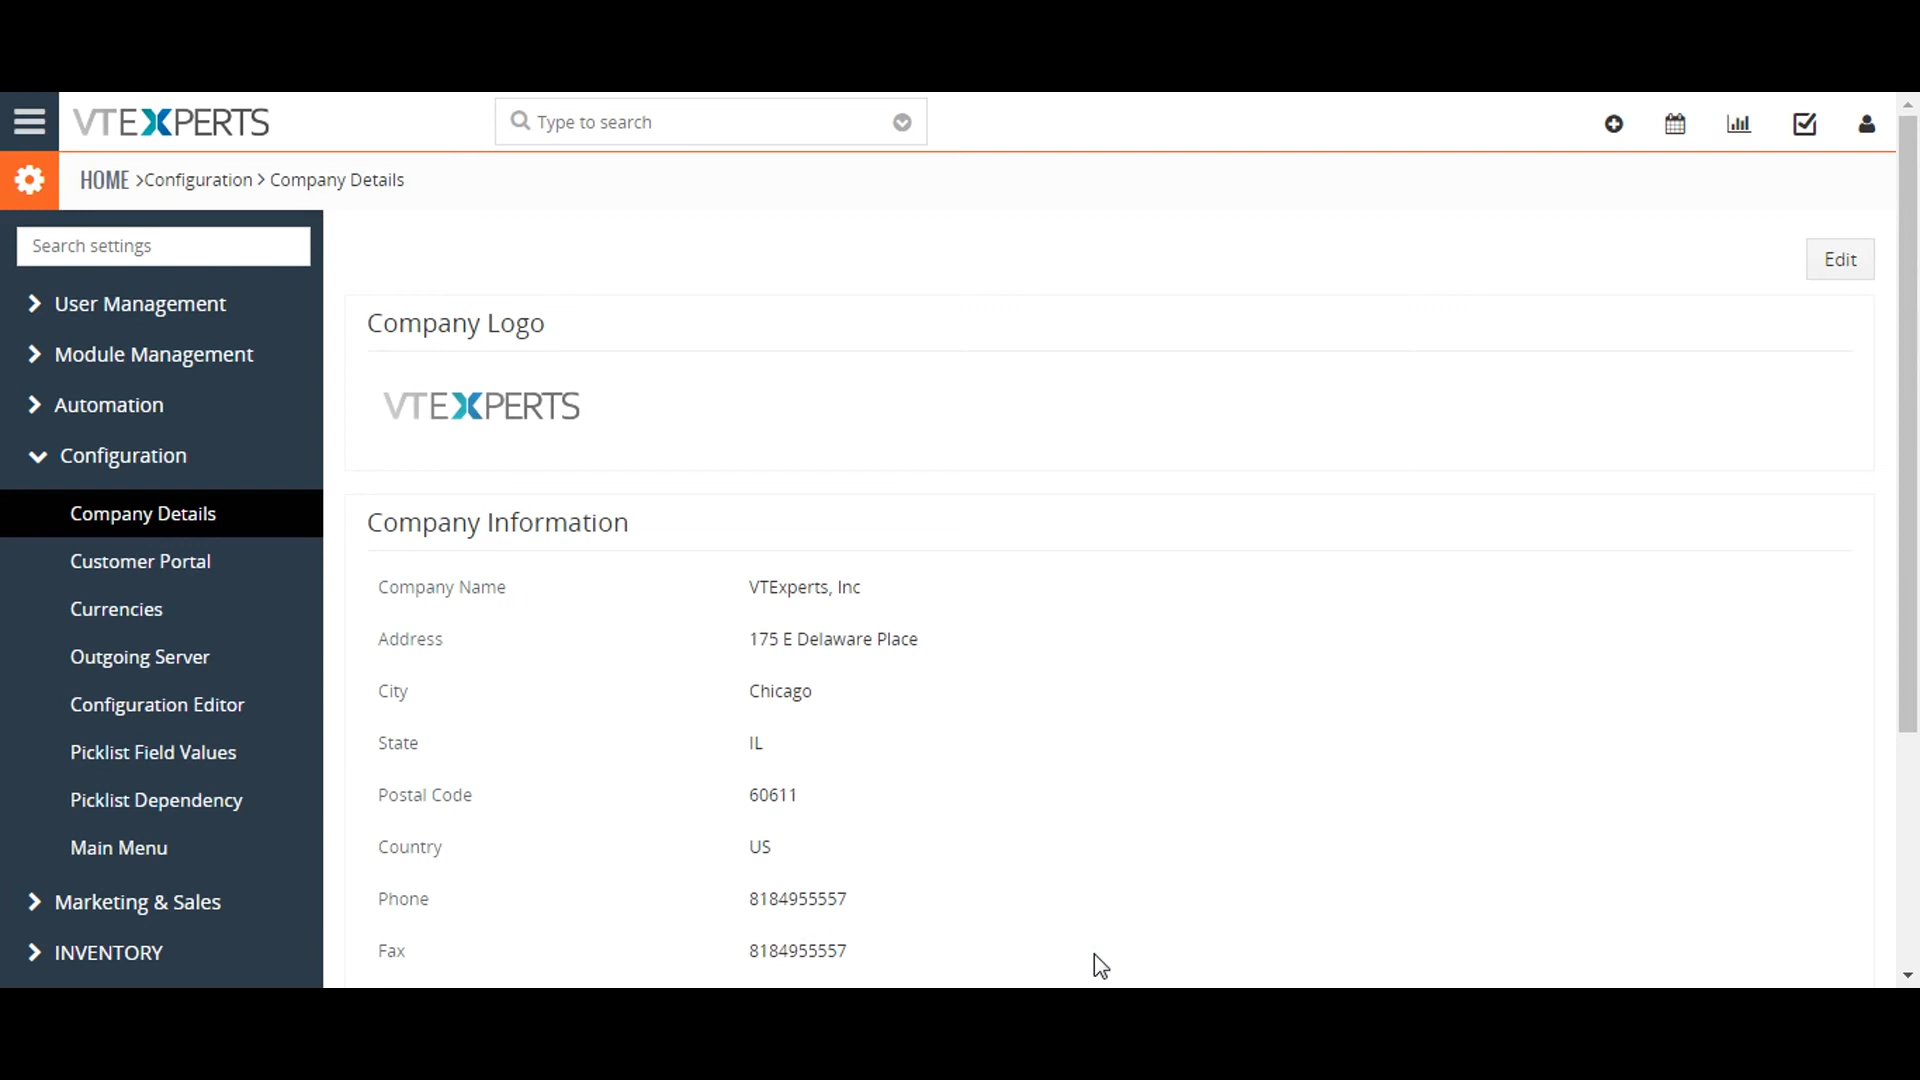 VTEXPERTS
Type to search
HOME >Configuration > Company Details
Search settings
User Management
Module Management
Automation
Configuration
Company Details
Customer Portal
Currencies
Outgoing Server
Configuration Editor
Picklist Field Values
Picklist Dependency
Main Menu
Marketing & Sales
INVENTORY
Edit
Company Logo
VTEXPERTS
Company Information
Company Name VTExperts, Inc
Address 175 E Delaware Place
City Chicago
State IL
Postal Code 60611
Country US
Phone 8184955557
Fax 8184955557